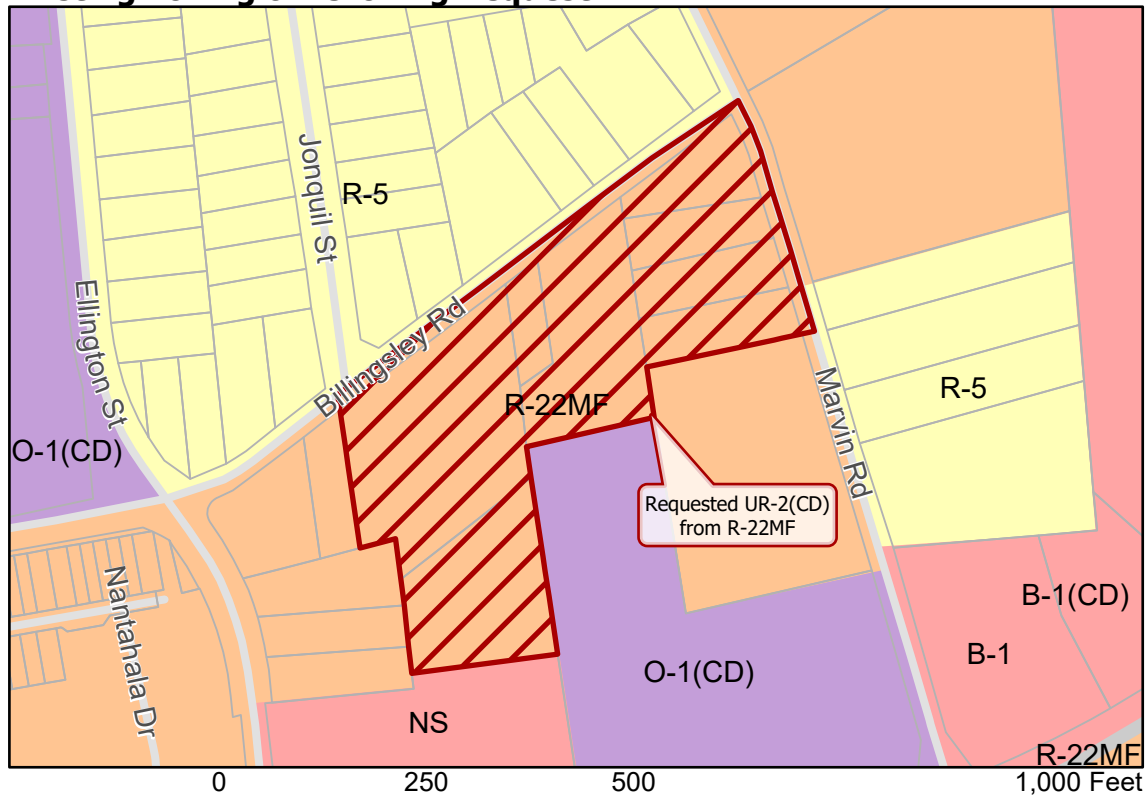 Jonquil St
R-5
Ellington St
Billingsley Rd
R-22MF
Marvin Rd
R-5
O-1(CD)
Requested UR-2(CD)
from R-22MF
Nantahala Dr
B-1(CD)
B-1
O-1(CD)
NS
R-22MF
0 250 500 1,000 Feet